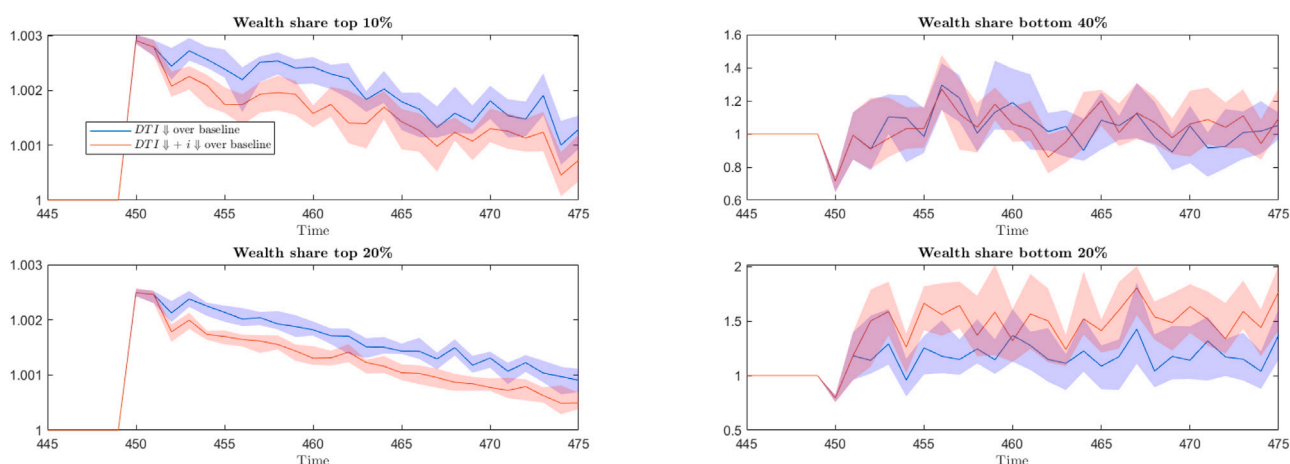 Wealth share top 10%
1.003
1.002
1.001
1
DTI ⇓ over baseline
DTI ⇓ + i ⇓ over baseline
445 450 455 460 465 470 475
Time
Wealth share bottom 40%
1.6
1.4
1.2
1
0.8
0.6
445 450 455 460 465 470 475
Time
Wealth share top 20%
1.003
1.002
1.001
1
445 450 455 460 465 470 475
Time
Wealth share bottom 20%
2
1.5
1
0.5
445 450 455 460 465 470 475
Time